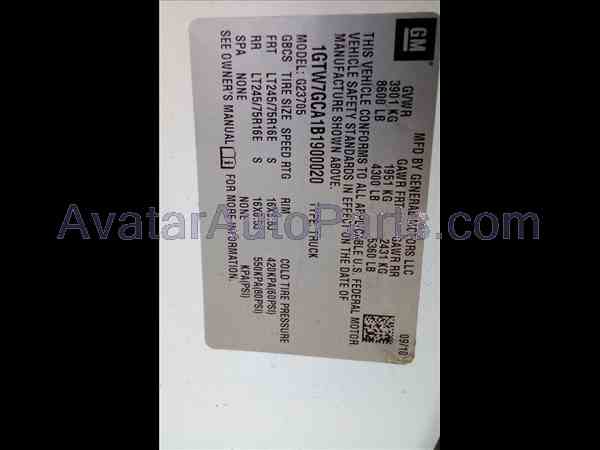 GM
MFD BY GENERAL MOTORS LLC
09/10
GVWR GAWR FRT GAWR RR
3901 KG 1951 KG 2431 KG
8600 LB 4300 LB 5360 LB
THIS VEHICLE CONFORMS TO ALL APPLICABLE U.S. FEDERAL MOTOR
VEHICLE SAFETY STANDARDS IN EFFECT ON THE DATE OF
MANUFACTURE SHOWN ABOVE.
1GTW7GCA1B1900020 TYPE: TRUCK
MODEL: G23705
GBCS TIRE SIZE SPEED RTG RIM COLD TIRE PRESSURE
FRT LT245/75R16E S 16X6.5J 420KPA(60PSI)
RR LT245/75R16E S 16X6.5J 550KPA(80PSI)
SPA NONE NONE KPA(PSI)
SEE OWNER'S MANUAL FOR MORE INFORMATION.
AvatarAutoParts.com